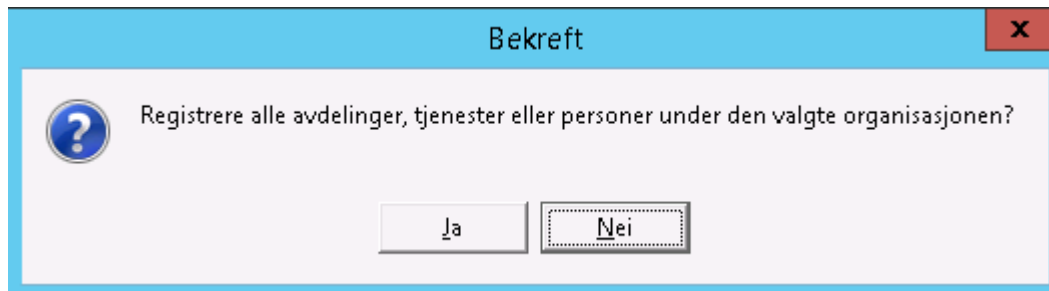 Bekreft
x
Registrere alle avdelinger, tjenester eller personer under den valgte organisasjonen?
Ja
Nei